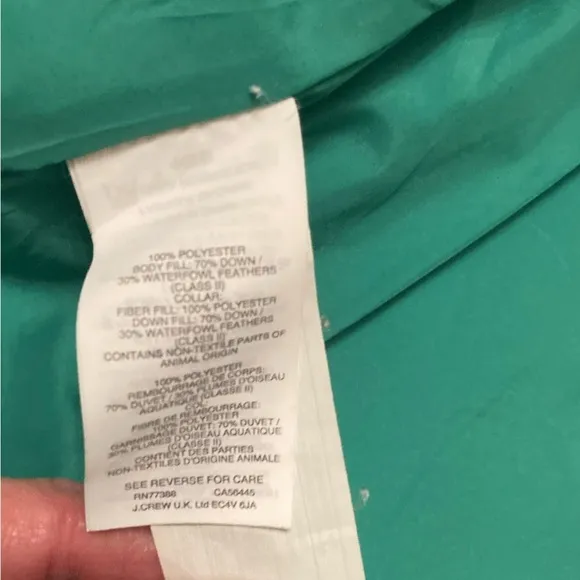 100% POLYESTER
BODY FILL: 70% DOWN /
30% WATERFOWL FEATHERS
(CLASS II)
COLLAR:
FIBER FILL: 100% POLYESTER
DOWN FILL: 70% DOWN /
30% WATERFOWL FEATHERS
(CLASS II)
CONTAINS NON-TEXTILE PARTS OF
ANIMAL ORIGIN
100% POLYESTER
REMBOURRAGE DE CORPS:
70% DUVET / 30% PLUMES D'OISEAU
AQUATIQUE (CLASSE II)
COL:
FIBRE DE REMBOURRAGE:
100% POLYESTER
GARNISSAGE DUVET: 70% DUVET /
30% PLUMES D'OISEAU AQUATIQUE
(CLASSE II)
CONTIENT DES PARTIES
NON-TEXTILES D'ORIGINE ANIMALE
SEE REVERSE FOR CARE
RN77388 CA56445
J.CREW U.K. Ltd EC4V 6JA